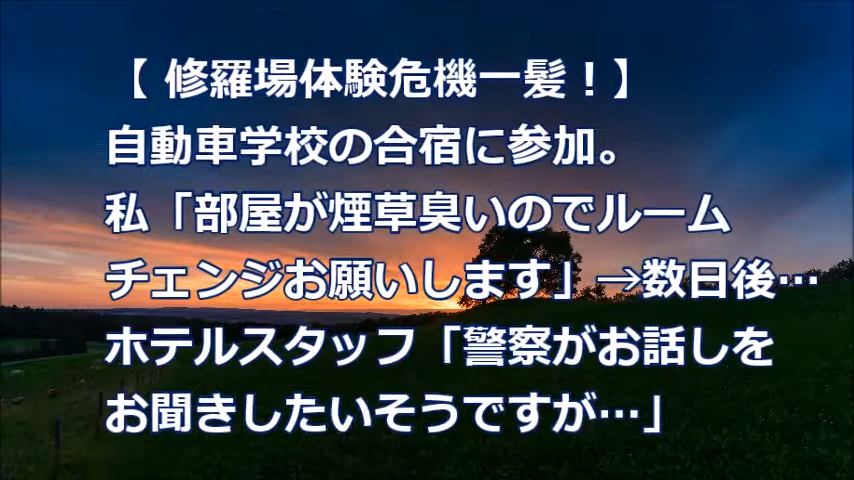 【 修羅場体験危機一髪！】
自動車学校の合宿に参加。
私「部屋が煙草臭いのでルーム
チェンジお願いします」→数日後…
ホテルスタッフ「警察がお話しを
お聞きしたいそうですが…」